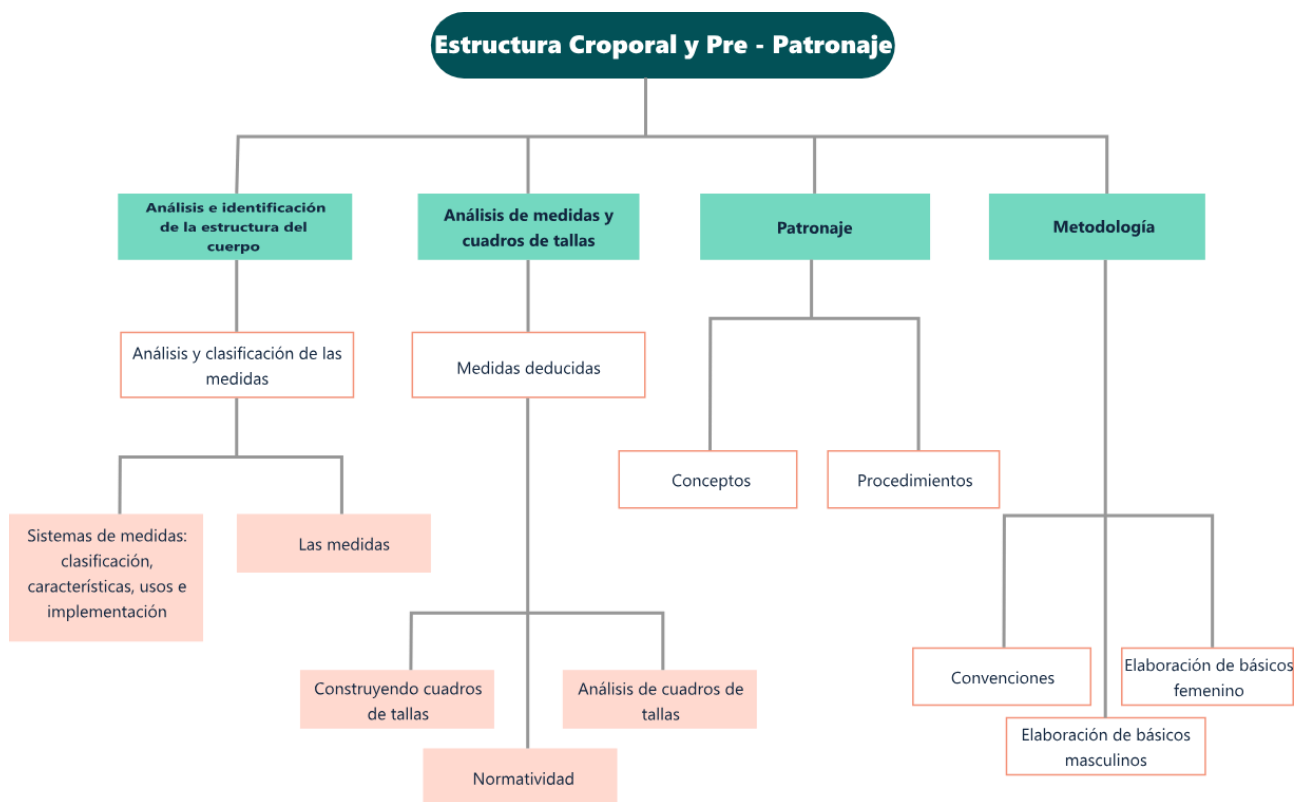 Estructura Croporal y Pre - Patronaje
Análisis e identificación
de la estructura del
cuerpo
Análisis de medidas y
cuadros de tallas
Patronaje
Metodología
Análisis y clasificación de las
medidas
Medidas deducidas
Conceptos
Procedimientos
Sistemas de medidas:
clasificación,
características, usos e
implementación
Las medidas
Construyendo cuadros
de tallas
Análisis de cuadros de
tallas
Normatividad
Convenciones
Elaboración de básicos
femenino
Elaboración de básicos
masculinos